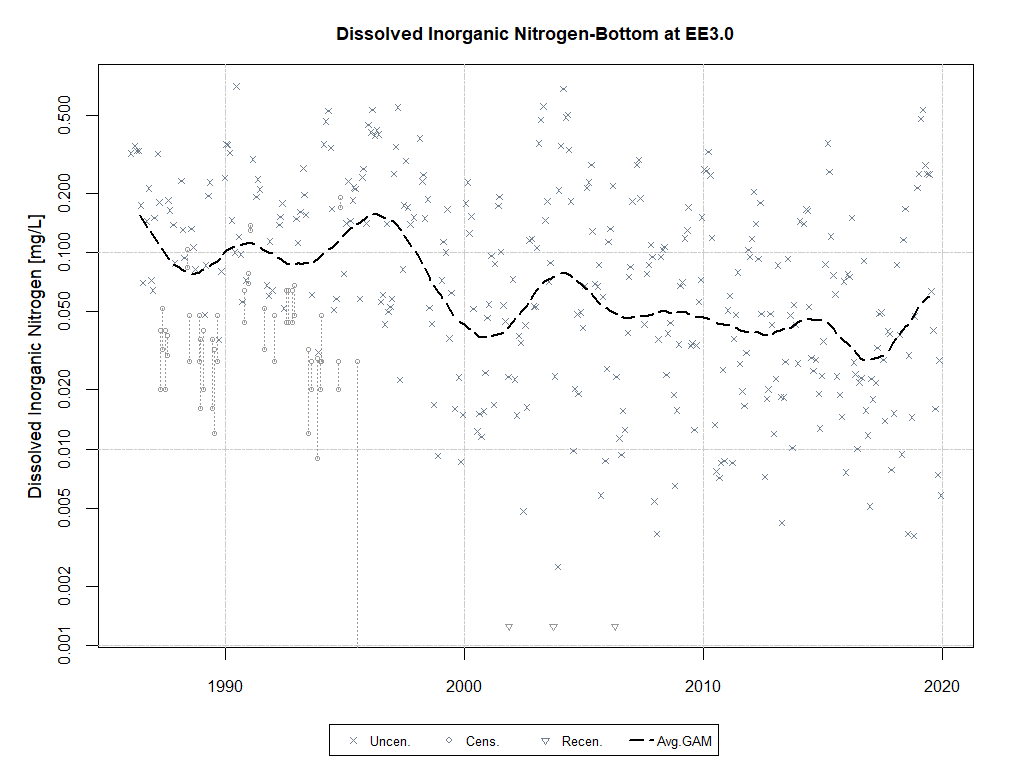 Dissolved Inorganic Nitrogen-Bottom at EE3.0
Dissolved Inorganic Nitrogen [mg/L]
0.500
0.200
0.100
0.050
0.020
0.010
0.005
0.002
0.001
1990 2000 2010 2020
Uncen. Cens. Recen. Avg.GAM